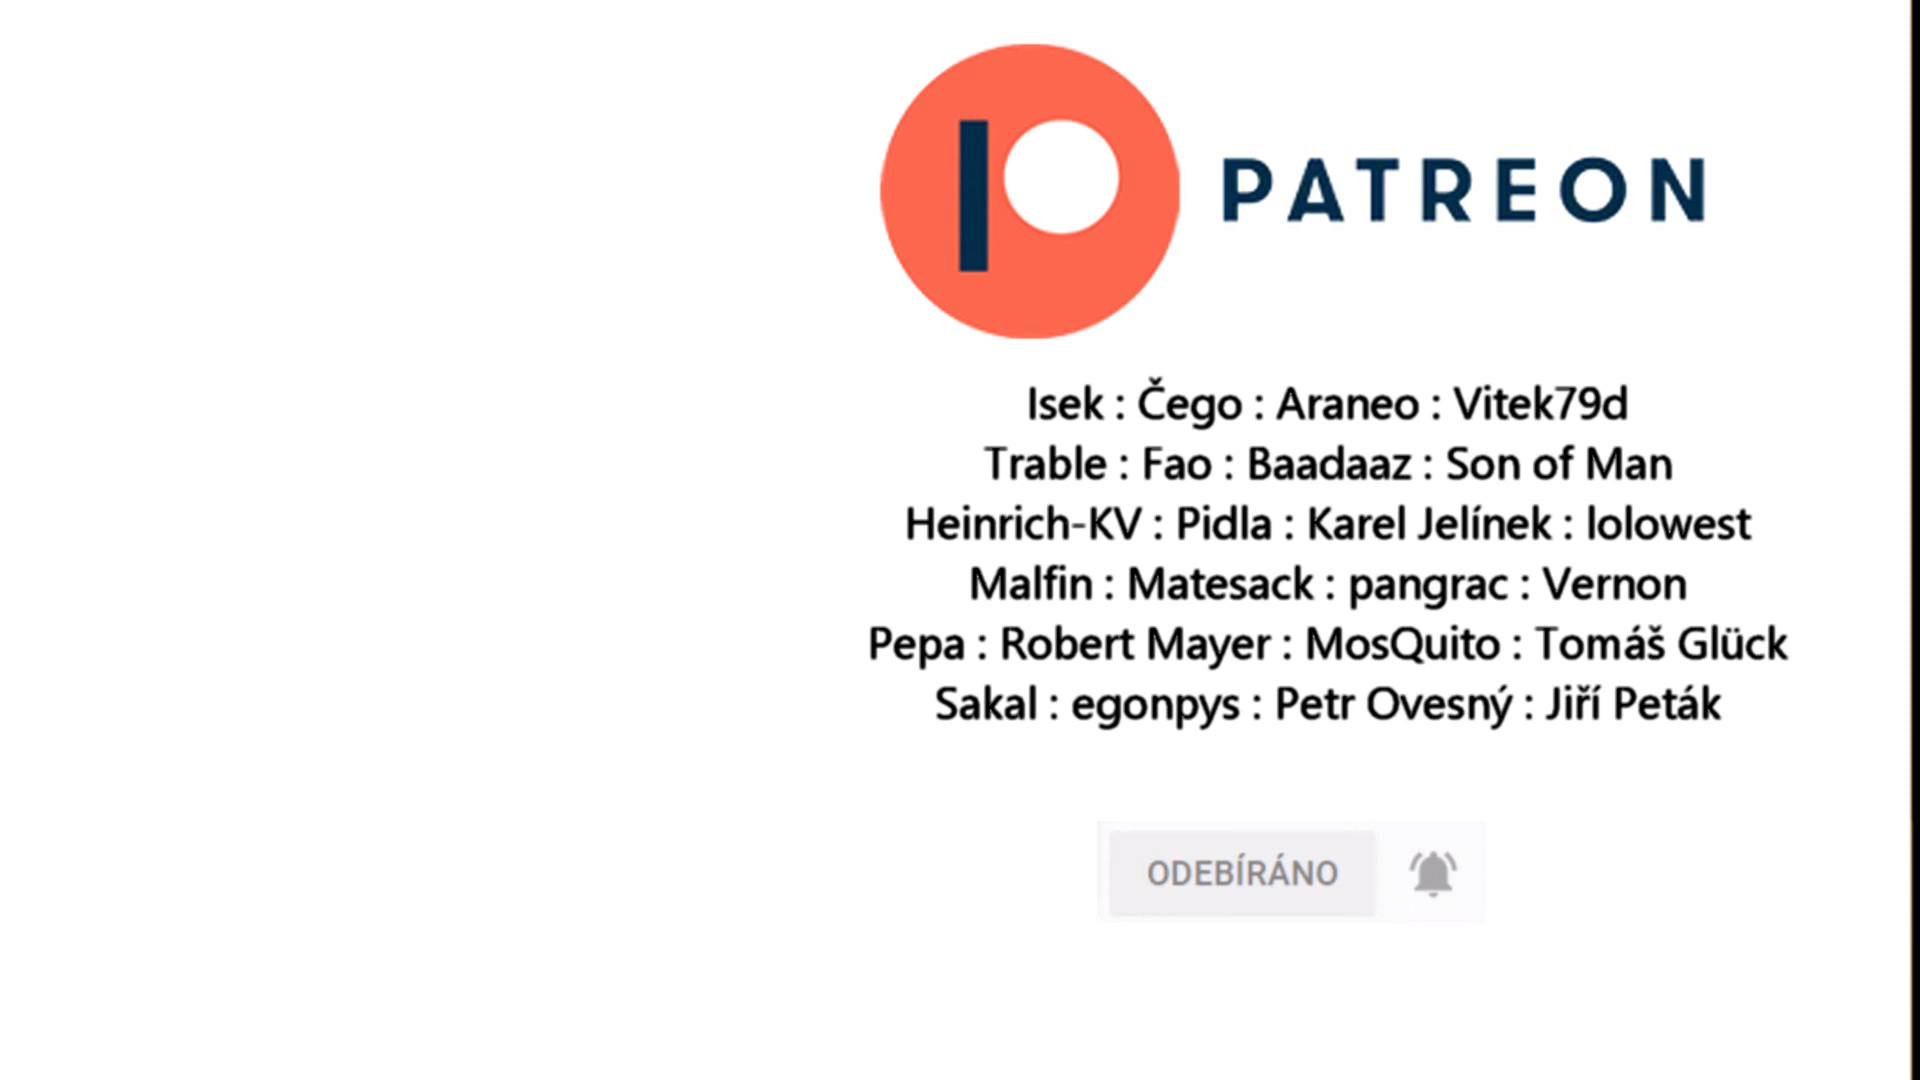 PATREON
Isek : Čego : Araneo : Vitek79d
Trable : Fao : Baadaaz : Son of Man
Heinrich-KV : Pidla : Karel Jelínek : lolowest
Malfin : Matesack : pangrac : Vernon
Pepa : Robert Mayer : MosQuito : Tomáš Glück
Sakal : egonpys : Petr Ovesný : Jiří Peták
ODEBÍRÁNO